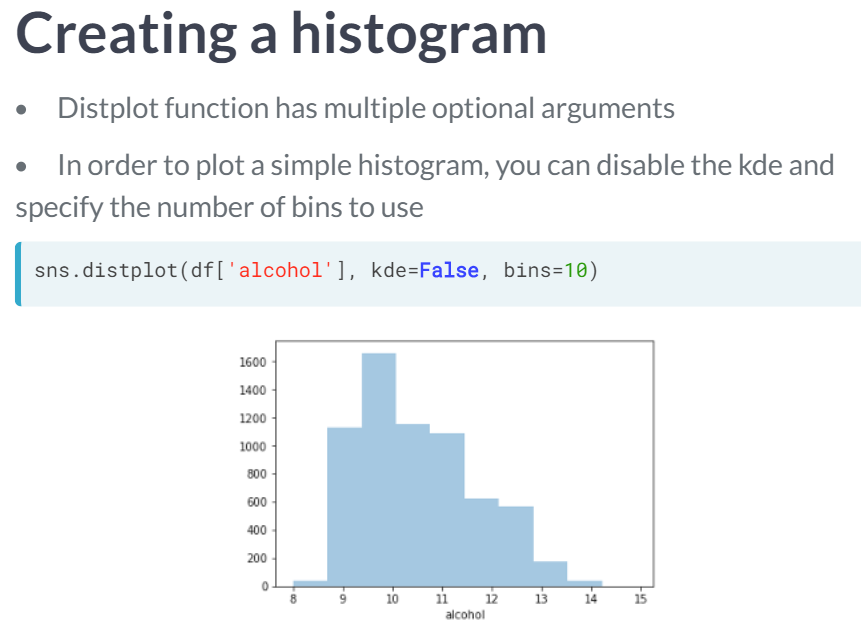 Creating a histogram
• Distplot function has multiple optional arguments
• In order to plot a simple histogram, you can disable the kde and
specify the number of bins to use
sns.distplot(df['alcohol'], kde=False, bins=10)
1600
1400
1200
1000
800
600
400
200
0
8 9 10 11 12 13 14 15
alcohol